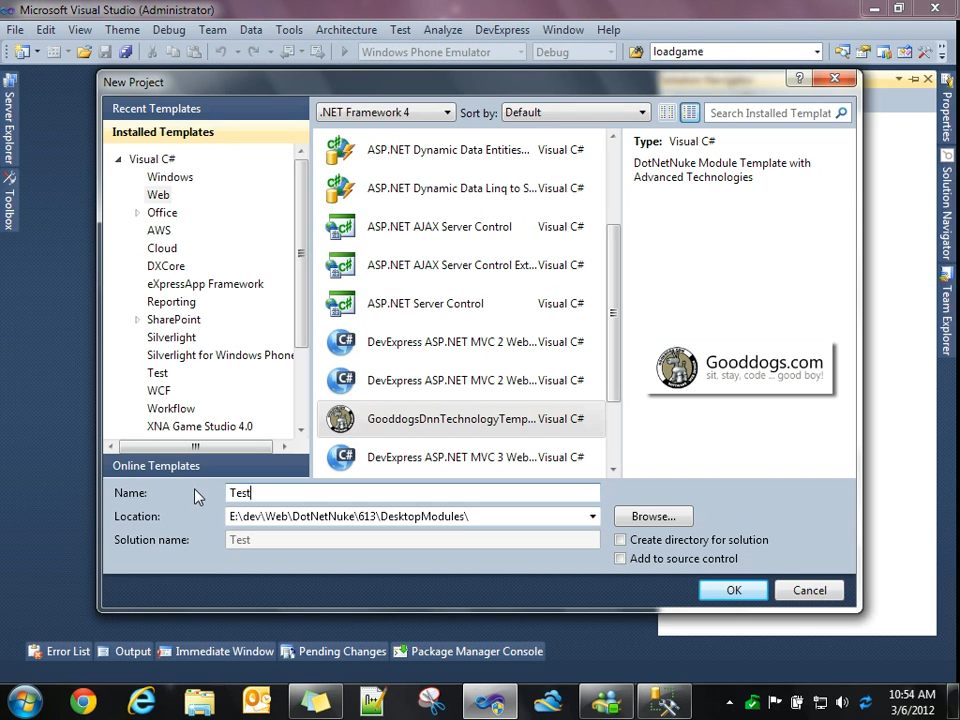 Microsoft Visual Studio (Administrator)
File Edit View Theme Debug Team Data Tools Architecture Test Analyze DevExpress Window Help
Windows Phone Emulator Debug loadgame
New Project
Recent Templates
Installed Templates
Visual C#
Windows
Web
Office
AWS
Cloud
DXCore
eXpressApp Framework
Reporting
SharePoint
Silverlight
Silverlight for Windows Phone
Test
WCF
Workflow
XNA Game Studio 4.0
Online Templates
.NET Framework 4 Sort by: Default
Search Installed Templat
ASP.NET Dynamic Data Entities... Visual C#
ASP.NET Dynamic Data Linq to S... Visual C#
ASP.NET AJAX Server Control Visual C#
ASP.NET AJAX Server Control Ext... Visual C#
ASP.NET Server Control Visual C#
DevExpress ASP.NET MVC 2 Web... Visual C#
DevExpress ASP.NET MVC 2 Web... Visual C#
GooddogsDnnTechnologyTemp... Visual C#
DevExpress ASP.NET MVC 3 Web... Visual C#
Type: Visual C#
DotNetNuke Module Template with
Advanced Technologies
Gooddogs.com
sit, stay, code ... good boy!
Name: Test
Location: E:\dev\Web\DotNetNuke\613\DesktopModules\
Browse...
Solution name: Test
Create directory for solution
Add to source control
OK Cancel
Server Explorer
Toolbox
Properties
Solution Navigator
Team Explorer
Error List Output Immediate Window Pending Changes Package Manager Console
10:54 AM
3/6/2012